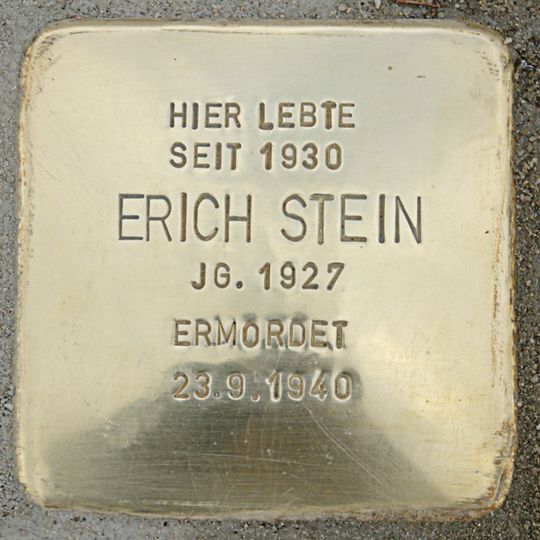 HIER LEBTE
SEIT 1930
ERICH STEIN
JG. 1927
ERMORDET
23.9.1940